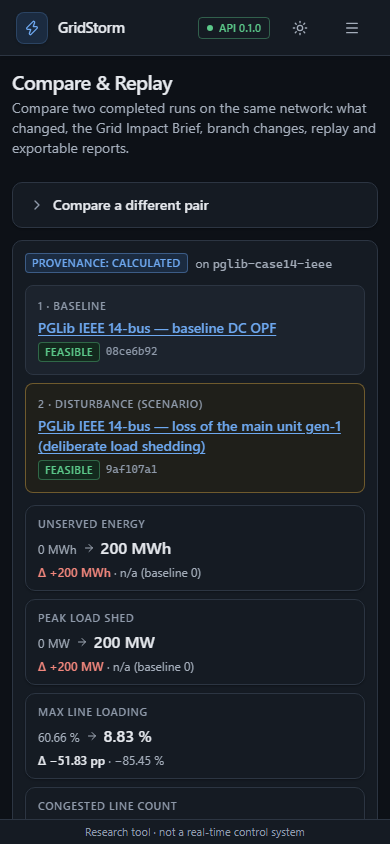 GridStorm
API 0.1.0
Compare & Replay
Compare two completed runs on the same network: what
changed, the Grid Impact Brief, branch changes, replay and
exportable reports.
Compare a different pair
PROVENANCE: CALCULATED on pglib-case14-ieee
1 · BASELINE
PGLib IEEE 14-bus — baseline DC OPF
FEASIBLE 08ce6b92
2 · DISTURBANCE (SCENARIO)
PGLib IEEE 14-bus — loss of the main unit gen-1
(deliberate load shedding)
FEASIBLE 9af107a1
UNSERVED ENERGY
0 MWh → 200 MWh
Δ +200 MWh · n/a (baseline 0)
PEAK LOAD SHED
0 MW → 200 MW
Δ +200 MW · n/a (baseline 0)
MAX LINE LOADING
60.66 % → 8.83 %
Δ −51.83 pp · −85.45 %
CONGESTED LINE COUNT
Research tool · not a real-time control system